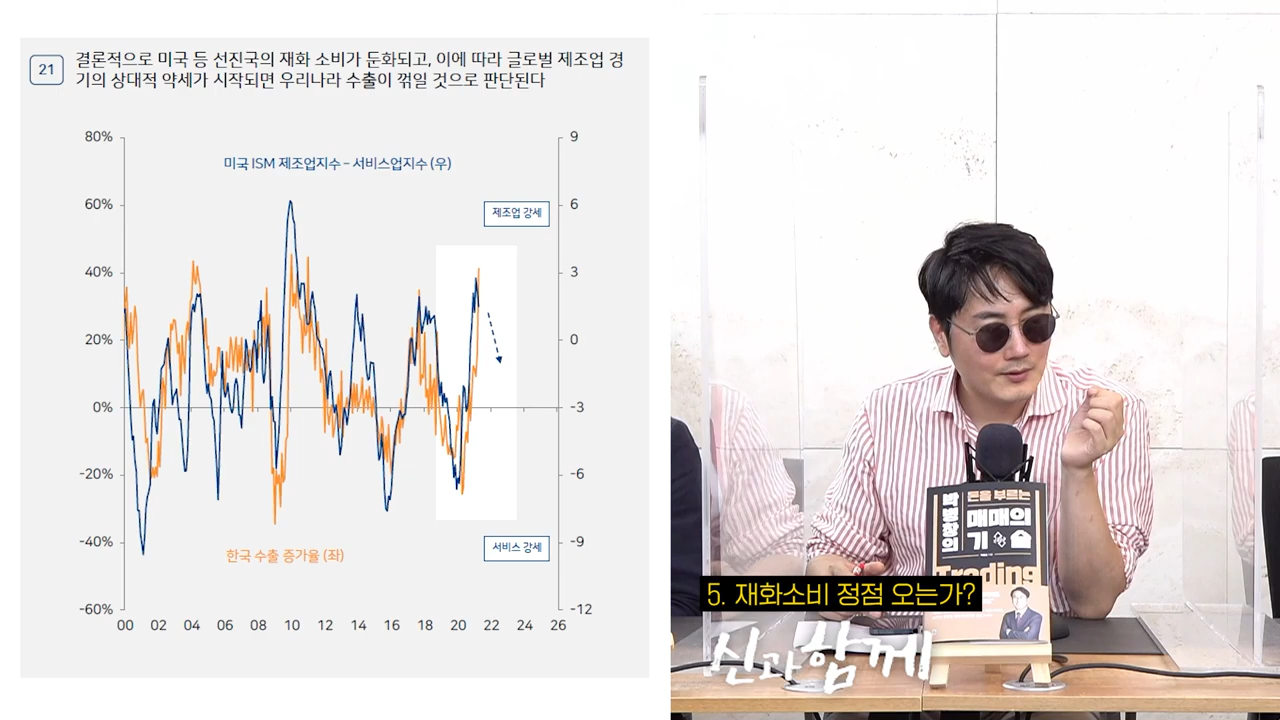 21
결론적으로 미국 등 선진국의 재화 소비가 둔화되고, 이에 따라 글로벌 제조업 경
기의 상대적 약세가 시작되면 우리나라 수출이 꺾일 것으로 판단된다
80%
60%
40%
20%
0%
-20%
-40%
-60%
미국 ISM 제조업지수 – 서비스업지수 (우)
제조업 강세
한국 수출 증가율 (좌)
서비스 강세
9
6
3
0
-3
-6
-9
-12
00 02 04 06 08 10 12 14 16 18 20 22 24 26
박병창의
돈을 부르는
매매의
기술
Trading
5. 재화소비 정점 오는가?
신과함께